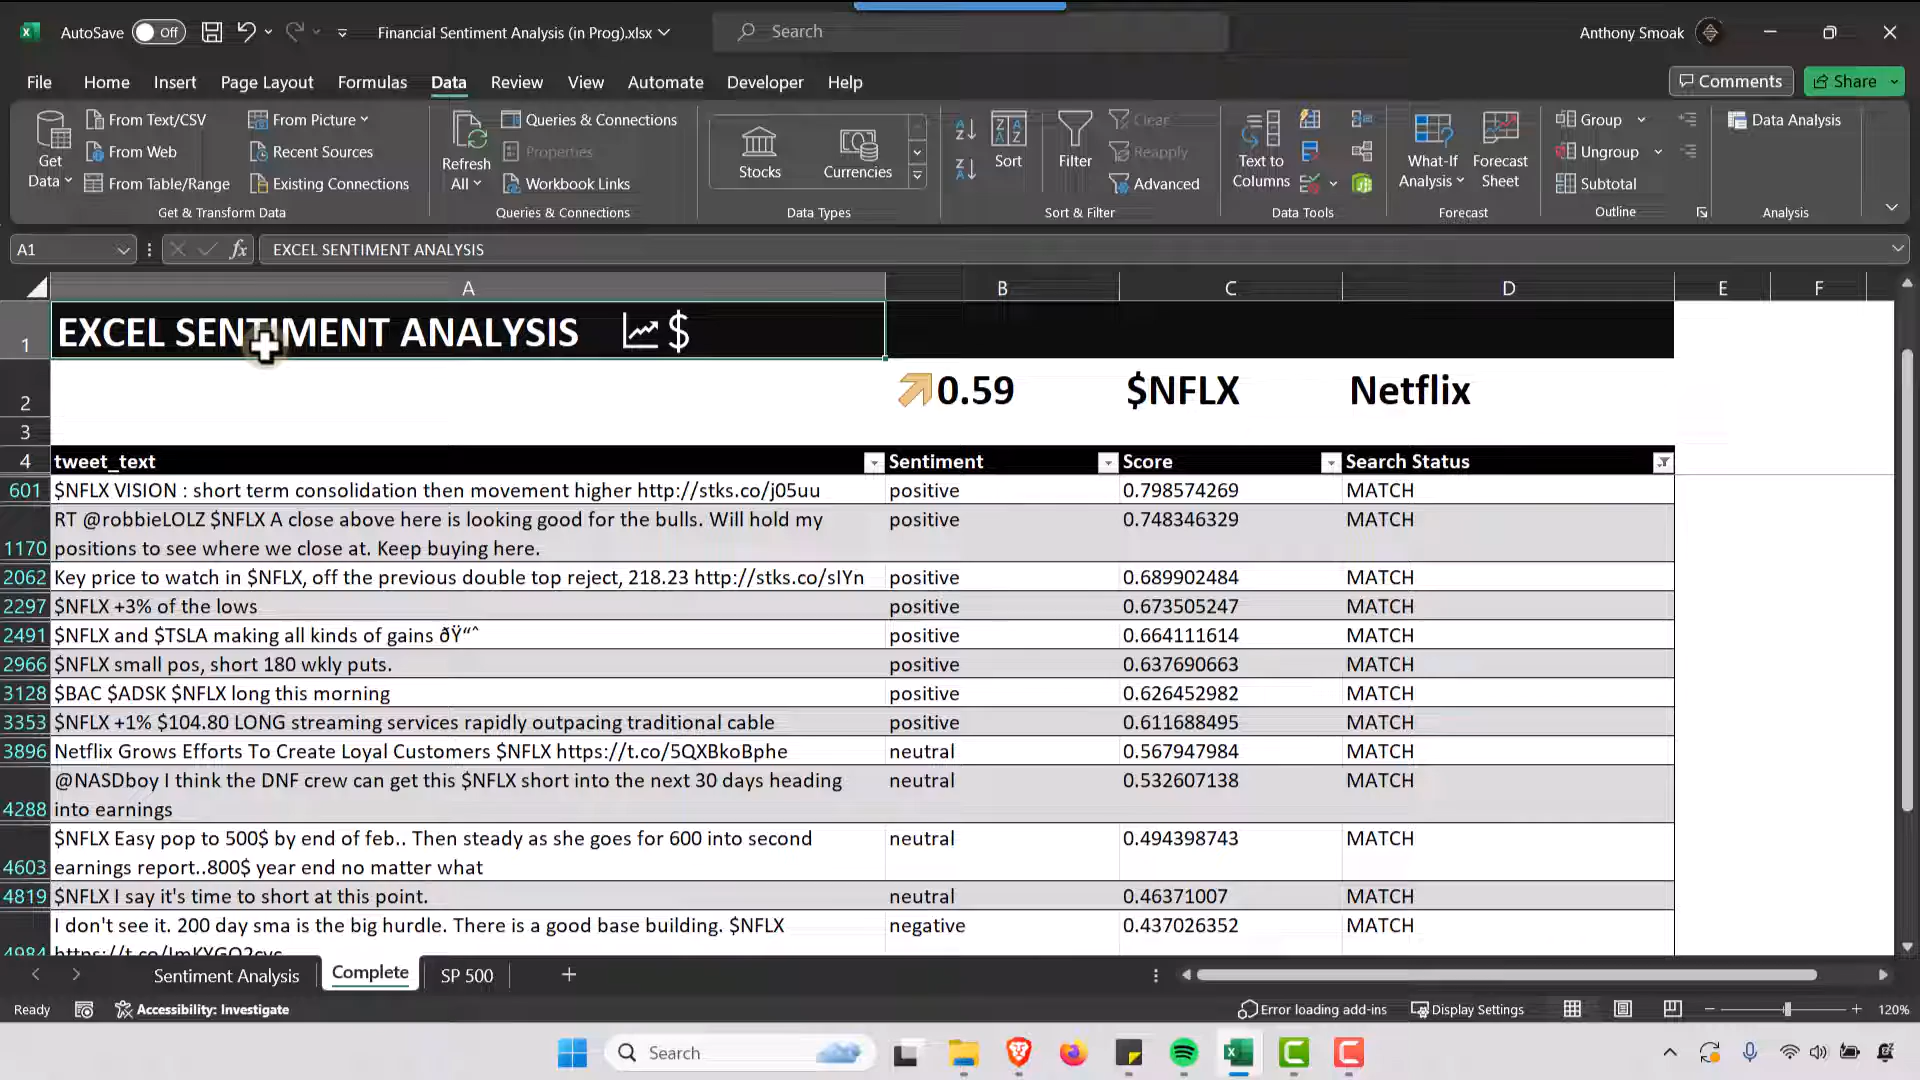 AutoSave Off Financial Sentiment Analysis (in Prog).xlsx Search Anthony Smoak
File Home Insert Page Layout Formulas Data Review View Automate Developer Help Comments Share
Get Data
From Text/CSV
From Web
From Table/Range
From Picture
Recent Sources
Existing Connections
Get & Transform Data
Refresh All
Queries & Connections
Properties
Workbook Links
Queries & Connections
Stocks
Currencies
Data Types
Sort
Filter
Clear
Reapply
Advanced
Sort & Filter
Text to Columns
Data Tools
What-If Analysis
Forecast Sheet
Forecast
Group
Ungroup
Subtotal
Outline
Data Analysis
Analysis
A1 fx EXCEL SENTIMENT ANALYSIS
A B C D E F
1 EXCEL SENTIMENT ANALYSIS $
2 0.59 $NFLX Netflix
3
4 tweet_text Sentiment Score Search Status
601 $NFLX VISION : short term consolidation then movement higher http://stks.co/j05uu positive 0.798574269 MATCH
RT @robbieLOLZ $NFLX A close above here is looking good for the bulls. Will hold my positive 0.748346329 MATCH
1170 positions to see where we close at. Keep buying here.
2062 Key price to watch in $NFLX, off the previous double top reject, 218.23 http://stks.co/sIYn positive 0.689902484 MATCH
2297 $NFLX +3% of the lows positive 0.673505247 MATCH
2491 $NFLX and $TSLA making all kinds of gains ðŸ“ˆ positive 0.664111614 MATCH
2966 $NFLX small pos, short 180 wkly puts. positive 0.637690663 MATCH
3128 $BAC $ADSK $NFLX long this morning positive 0.626452982 MATCH
3353 $NFLX +1% $104.80 LONG streaming services rapidly outpacing traditional cable positive 0.611688495 MATCH
3896 Netflix Grows Efforts To Create Loyal Customers $NFLX https://t.co/5QXBkoBphe neutral 0.567947984 MATCH
@NASDboy I think the DNF crew can get this $NFLX short into the next 30 days heading neutral 0.532607138 MATCH
4288 into earnings
$NFLX Easy pop to 500$ by end of feb.. Then steady as she goes for 600 into second neutral 0.494398743 MATCH
4603 earnings report..800$ year end no matter what
4819 $NFLX I say it's time to short at this point. neutral 0.46371007 MATCH
I don't see it. 200 day sma is the big hurdle. There is a good base building. $NFLX negative 0.437026352 MATCH
4984
Sentiment Analysis Complete SP 500
Ready Accessibility: Investigate Error loading add-ins Display Settings 120%
Search